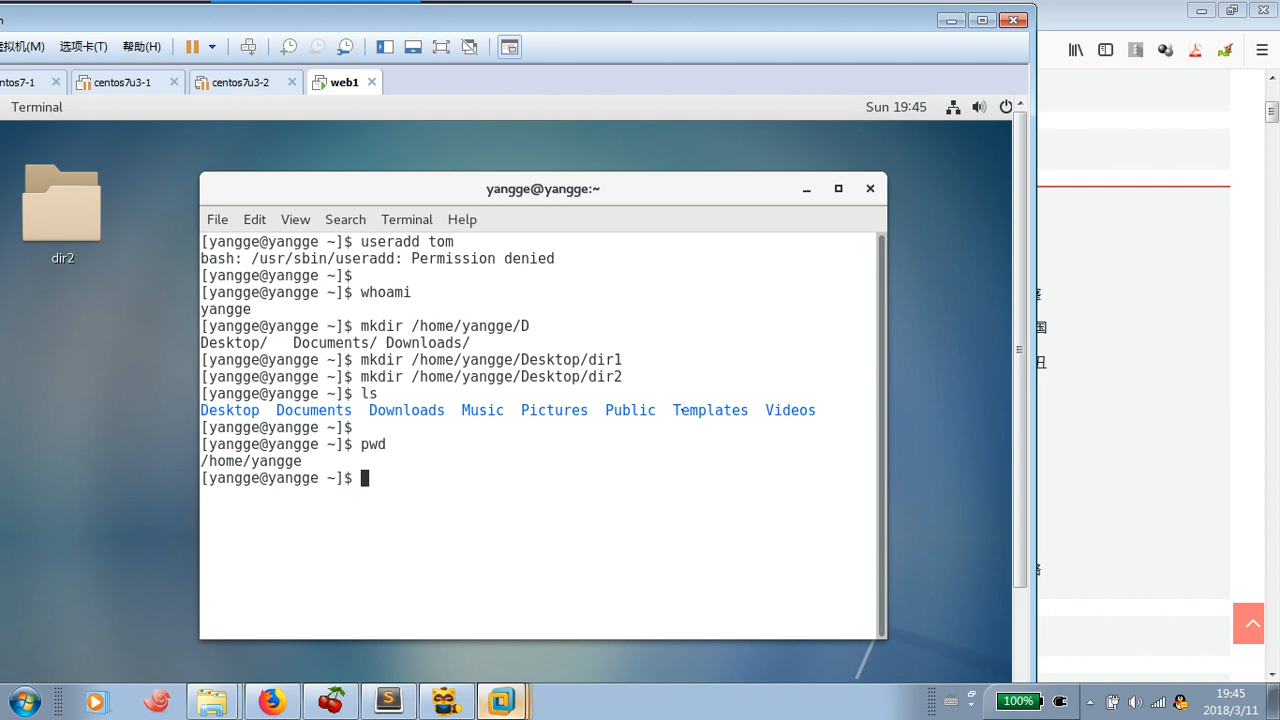 拟机(M) 选项卡(T) 帮助(H)
entos7-1 centos7u3-1 centos7u3-2 web1
Terminal Sun 19:45
dir2
yangge@yangge:~
File Edit View Search Terminal Help
[yangge@yangge ~]$ useradd tom
bash: /usr/sbin/useradd: Permission denied
[yangge@yangge ~]$
[yangge@yangge ~]$ whoami
yangge
[yangge@yangge ~]$ mkdir /home/yangge/D
Desktop/ Documents/ Downloads/
[yangge@yangge ~]$ mkdir /home/yangge/Desktop/dir1
[yangge@yangge ~]$ mkdir /home/yangge/Desktop/dir2
[yangge@yangge ~]$ ls
Desktop Documents Downloads Music Pictures Public Templates Videos
[yangge@yangge ~]$
[yangge@yangge ~]$ pwd
/home/yangge
[yangge@yangge ~]$
国
丑
100%
19:45
2018/3/11